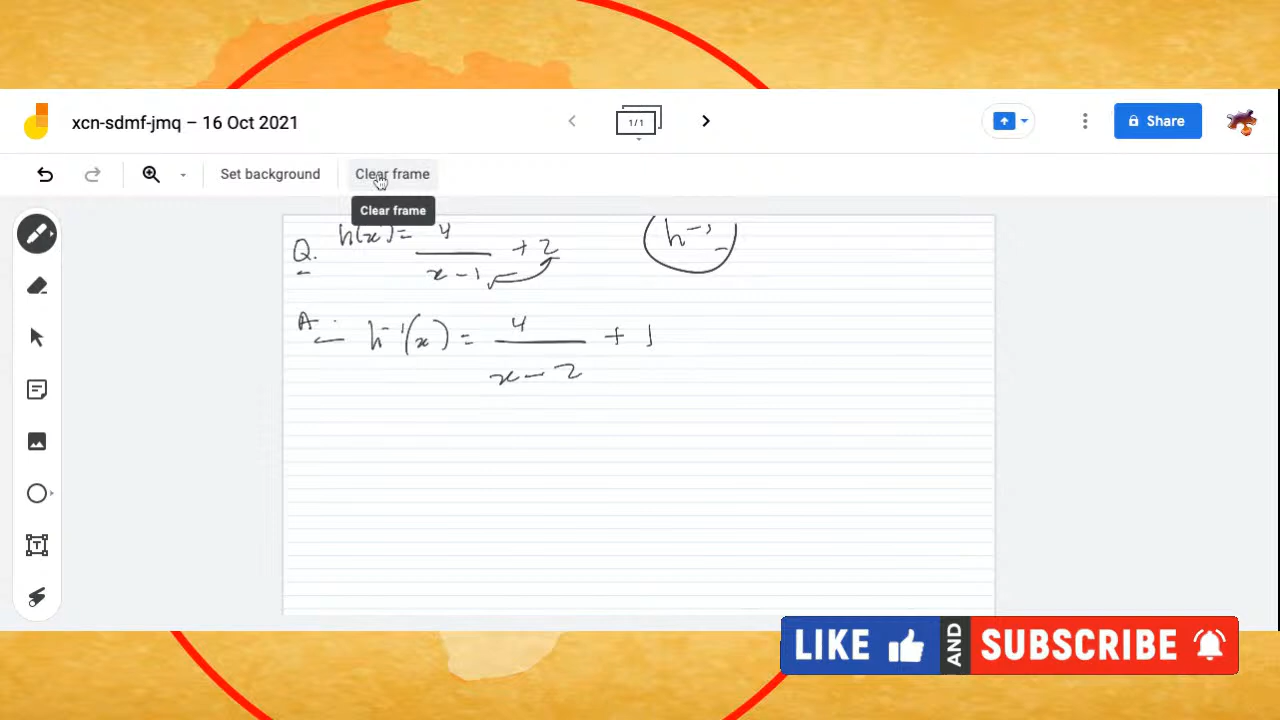 xcn-sdmf-jmq – 16 Oct 2021
1/1
Share
Set background
Clear frame
Clear frame
Q. h(x) = 4/(x - 1) + 2
h⁻¹
A. h⁻¹(x) = 4/(x - 2) + 1
LIKE AND SUBSCRIBE